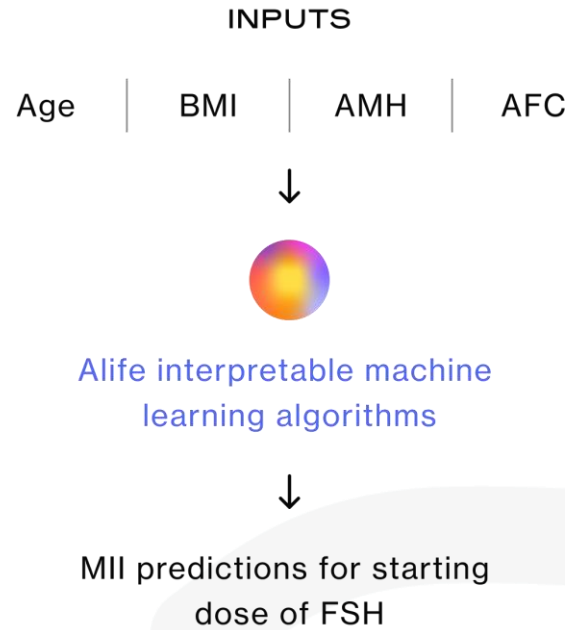 INPUTS
Age BMI AMH AFC
Alife interpretable machine
learning algorithms
MII predictions for starting
dose of FSH